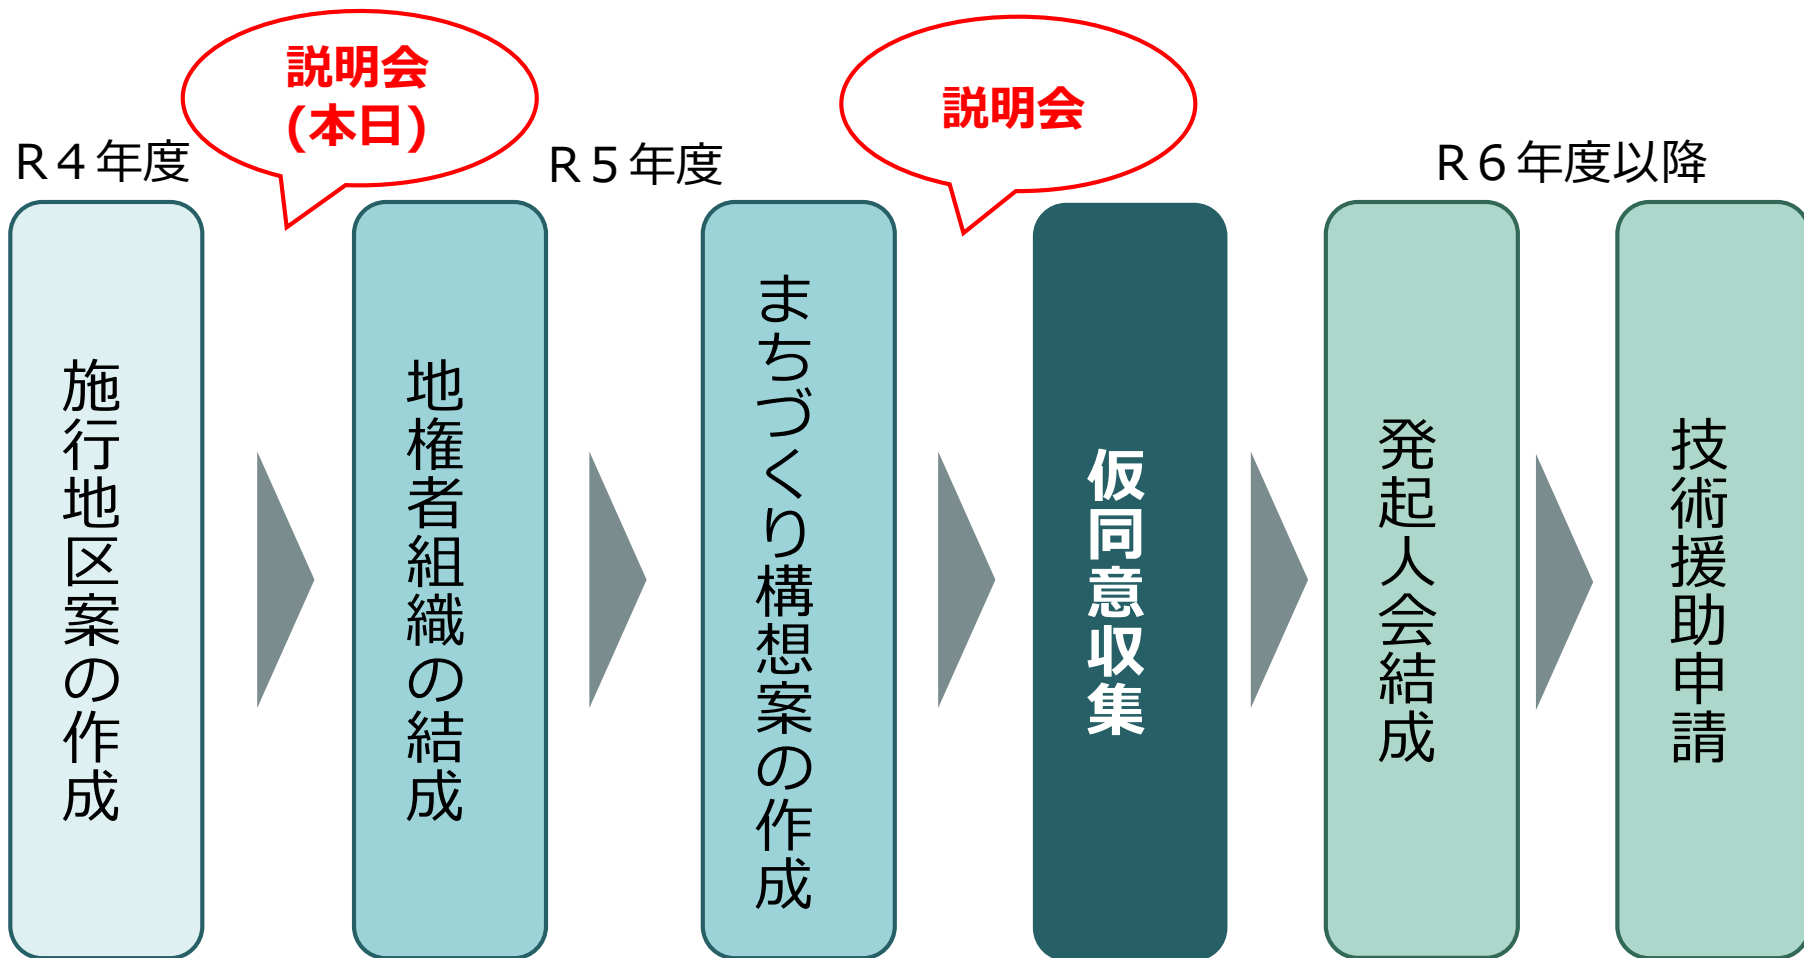 説明会
(本日)
説明会
R4年度
R5年度
R6年度以降
施行地区案の作成
地権者組織の結成
まちづくり構想案の作成
仮同意収集
発起人会結成
技術援助申請